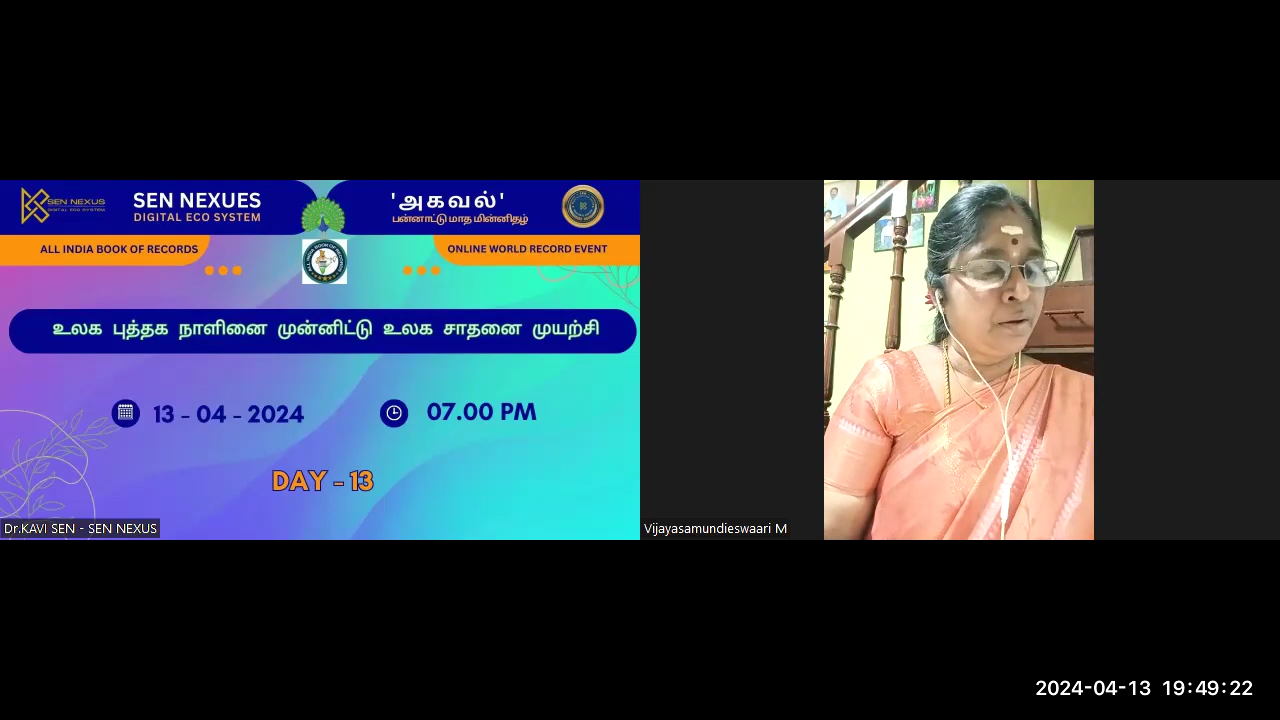 SEN NEXUS
DIGITAL ECO SYSTEM
SEN NEXUES
DIGITAL ECO SYSTEM
'அகவல்'
பன்னாட்டு மாத மின்னிதழ்
ALL INDIA BOOK OF RECORDS
ONLINE WORLD RECORD EVENT
உலக புத்தக நாளினை முன்னிட்டு உலக சாதனை முயற்சி
13 - 04 - 2024
07.00 PM
DAY - 13
Dr.KAVI SEN - SEN NEXUS
Vijayasamundieswaari M
2024-04-13 19:49:22